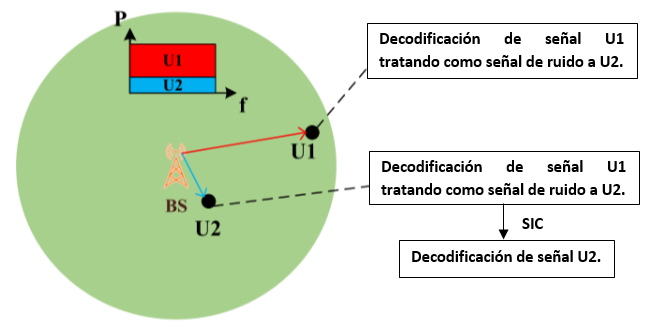 P
U1
U2
f
U1
BS
U2
Decodificación de señal U1
tratando como señal de ruido a U2.
Decodificación de señal U1
tratando como señal de ruido a U2.
SIC
Decodificación de señal U2.